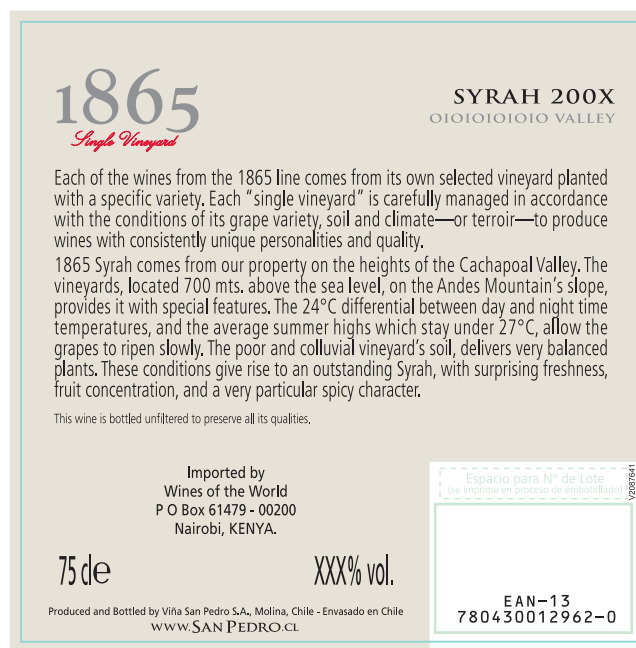 1865
Single Vineyard
SYRAH 200X
OIOIOIOIOIO VALLEY
Each of the wines from the 1865 line comes from its own selected vineyard planted
with a specific variety. Each “single vineyard” is carefully managed in accordance
with the conditions of its grape variety, soil and climate—or terroir—to produce
wines with consistently unique personalities and quality.
1865 Syrah comes from our property on the heights of the Cachapoal Valley. The
vineyards, located 700 mts. above the sea level, on the Andes Mountain's slope,
provides it with special features. The 24°C differential between day and night time
temperatures, and the average summer highs which stay under 27°C, allow the
grapes to ripen slowly. The poor and colluvial vineyard's soil, delivers very balanced
plants. These conditions give rise to an outstanding Syrah, with surprising freshness,
fruit concentration, and a very particular spicy character.
This wine is bottled unfiltered to preserve all its qualities.
Imported by
Wines of the World
P O Box 61479 - 00200
Nairobi, KENYA.
75 cl e
XXX% vol.
Produced and Bottled by Viña San Pedro S.A., Molina, Chile - Envasado en Chile
WWW.SAN PEDRO.CL
Espacio para Nº de Lote
(se imprime en proceso de embotellado)
V2087641
EAN-13
780430012962-0